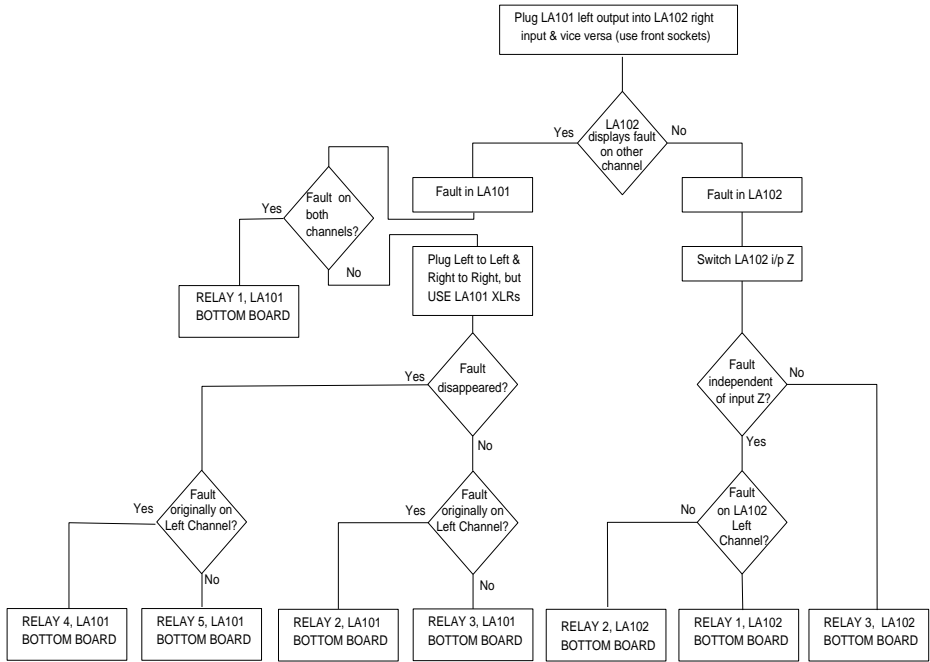 Plug LA101 left output into LA102 right
input & vice versa (use front sockets)
LA102
displays fault
on other
channel
Yes
No
Fault in LA101
Fault in LA102
Fault on
both
channels?
Yes
No
Plug Left to Left &
Right to Right, but
USE LA101 XLRs
Switch LA102 i/p Z
RELAY 1, LA101
BOTTOM BOARD
Fault
disappeared?
Yes
No
Fault
independent
of input Z?
No
Yes
Fault
originally on
Left Channel?
Yes
No
Fault
originally on
Left Channel?
Yes
No
Fault
on LA102
Left
Channel?
No
Yes
RELAY 4, LA101
BOTTOM BOARD
RELAY 5, LA101
BOTTOM BOARD
RELAY 2, LA101
BOTTOM BOARD
RELAY 3, LA101
BOTTOM BOARD
RELAY 2, LA102
BOTTOM BOARD
RELAY 1, LA102
BOTTOM BOARD
RELAY 3, LA102
BOTTOM BOARD